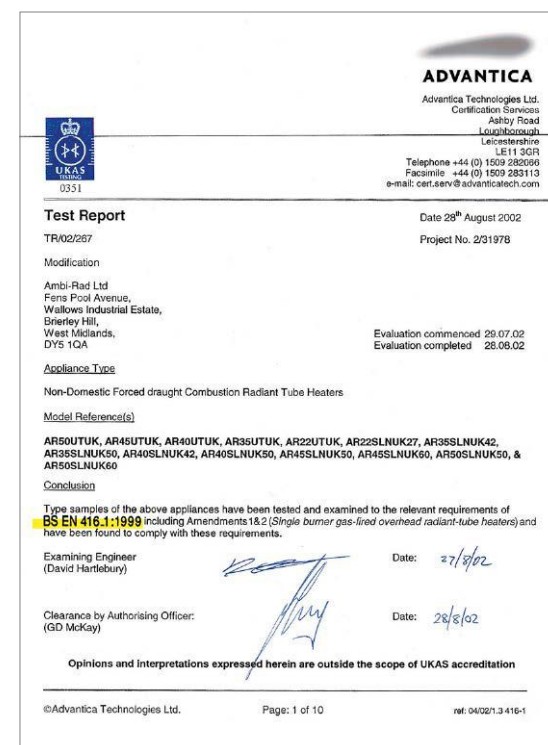 ADVANTICA
Advantica Technologies Ltd.
Certification Services
Ashby Road
Loughborough
Leicestershire
LE11 3GR
Telephone +44 (0) 1509 282066
Facsimile +44 (0) 1509 283113
e-mail: cert.serv@advanticatech.com
UKAS
TESTING
0351
Test Report
Date 28th August 2002
TR/02/267
Project No. 2/31978
Modification
Ambi-Rad Ltd
Fens Pool Avenue,
Wallows Industrial Estate,
Brierley Hill,
West Midlands,
DY5 1QA
Evaluation commenced 29.07.02
Evaluation completed 28.08.02
Appliance Type
Non-Domestic Forced draught Combustion Radiant Tube Heaters
Model Reference(s)
AR50UTUK, AR45UTUK, AR40UTUK, AR35UTUK, AR22UTUK, AR22SLNUK27, AR35SLNUK42,
AR35SLNUK50, AR40SLNUK42, AR40SLNUK50, AR45SLNUK50, AR45SLNUK60, AR50SLNUK50, &
AR50SLNUK60
Conclusion
Type samples of the above appliances have been tested and examined to the relevant requirements of
BS EN 416.1:1999 including Amendments 1&2 (Single burner gas-fired overhead radiant-tube heaters) and
have been found to comply with these requirements.
Examining Engineer
(David Hartlebury)
Date: 27/8/02
Clearance by Authorising Officer:
(GD McKay)
Date: 28/8/02
Opinions and interpretations expressed herein are outside the scope of UKAS accreditation
©Advantica Technologies Ltd.
Page: 1 of 10
ref: 04/02/1.3 416-1